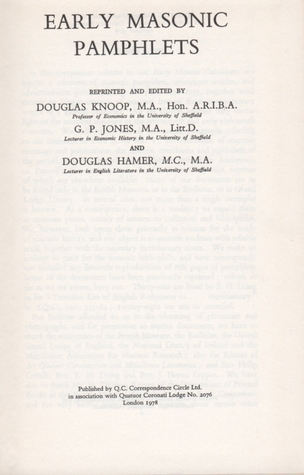 EARLY MASONIC
PAMPHLETS
REPRINTED AND EDITED BY
DOUGLAS KNOOP, M.A., Hon. A.R.I.B.A.
Professor of Economics in the University of Sheffield
G. P. JONES, M.A., Litt.D.
Lecturer in Economic History in the University of Sheffield
AND
DOUGLAS HAMER, M.C., M.A.
Lecturer in English Literature in the University of Sheffield
Published by Q.C. Correspondence Circle Ltd.
in association with Quatuor Coronati Lodge No. 2076
London 1978